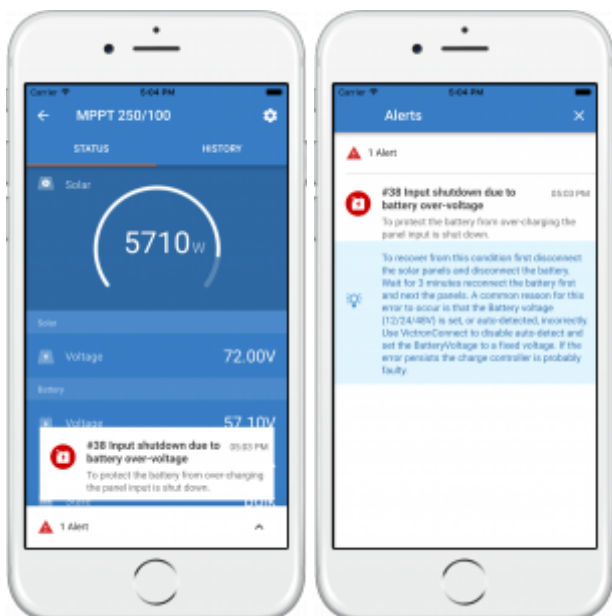 Carrier 5:04 PM
MPPT 250/100
STATUS HISTORY
Solar
5710W
Solar
Voltage 72.00V
Battery
Voltage 57.10V
#38 Input shutdown due to 05:03 PM
battery over-voltage
To protect the battery from over-charging
the panel input is shut down.
1 Alert
Carrier 5:04 PM
Alerts
1 Alert
#38 Input shutdown due to 05:03 PM
battery over-voltage
To protect the battery from over-charging the
panel input is shut down.
To recover from this condition first disconnect
the solar panels and disconnect the battery.
Wait for 3 minutes reconnect the battery first
and next the panels. A common reason for this
error to occur is that the Battery voltage
(12/24/48V) is set, or auto-detected, incorrectly.
Use VictronConnect to disable auto-detect and
set the BatteryVoltage to a fixed voltage. If the
error persists the charge controller is probably
faulty.